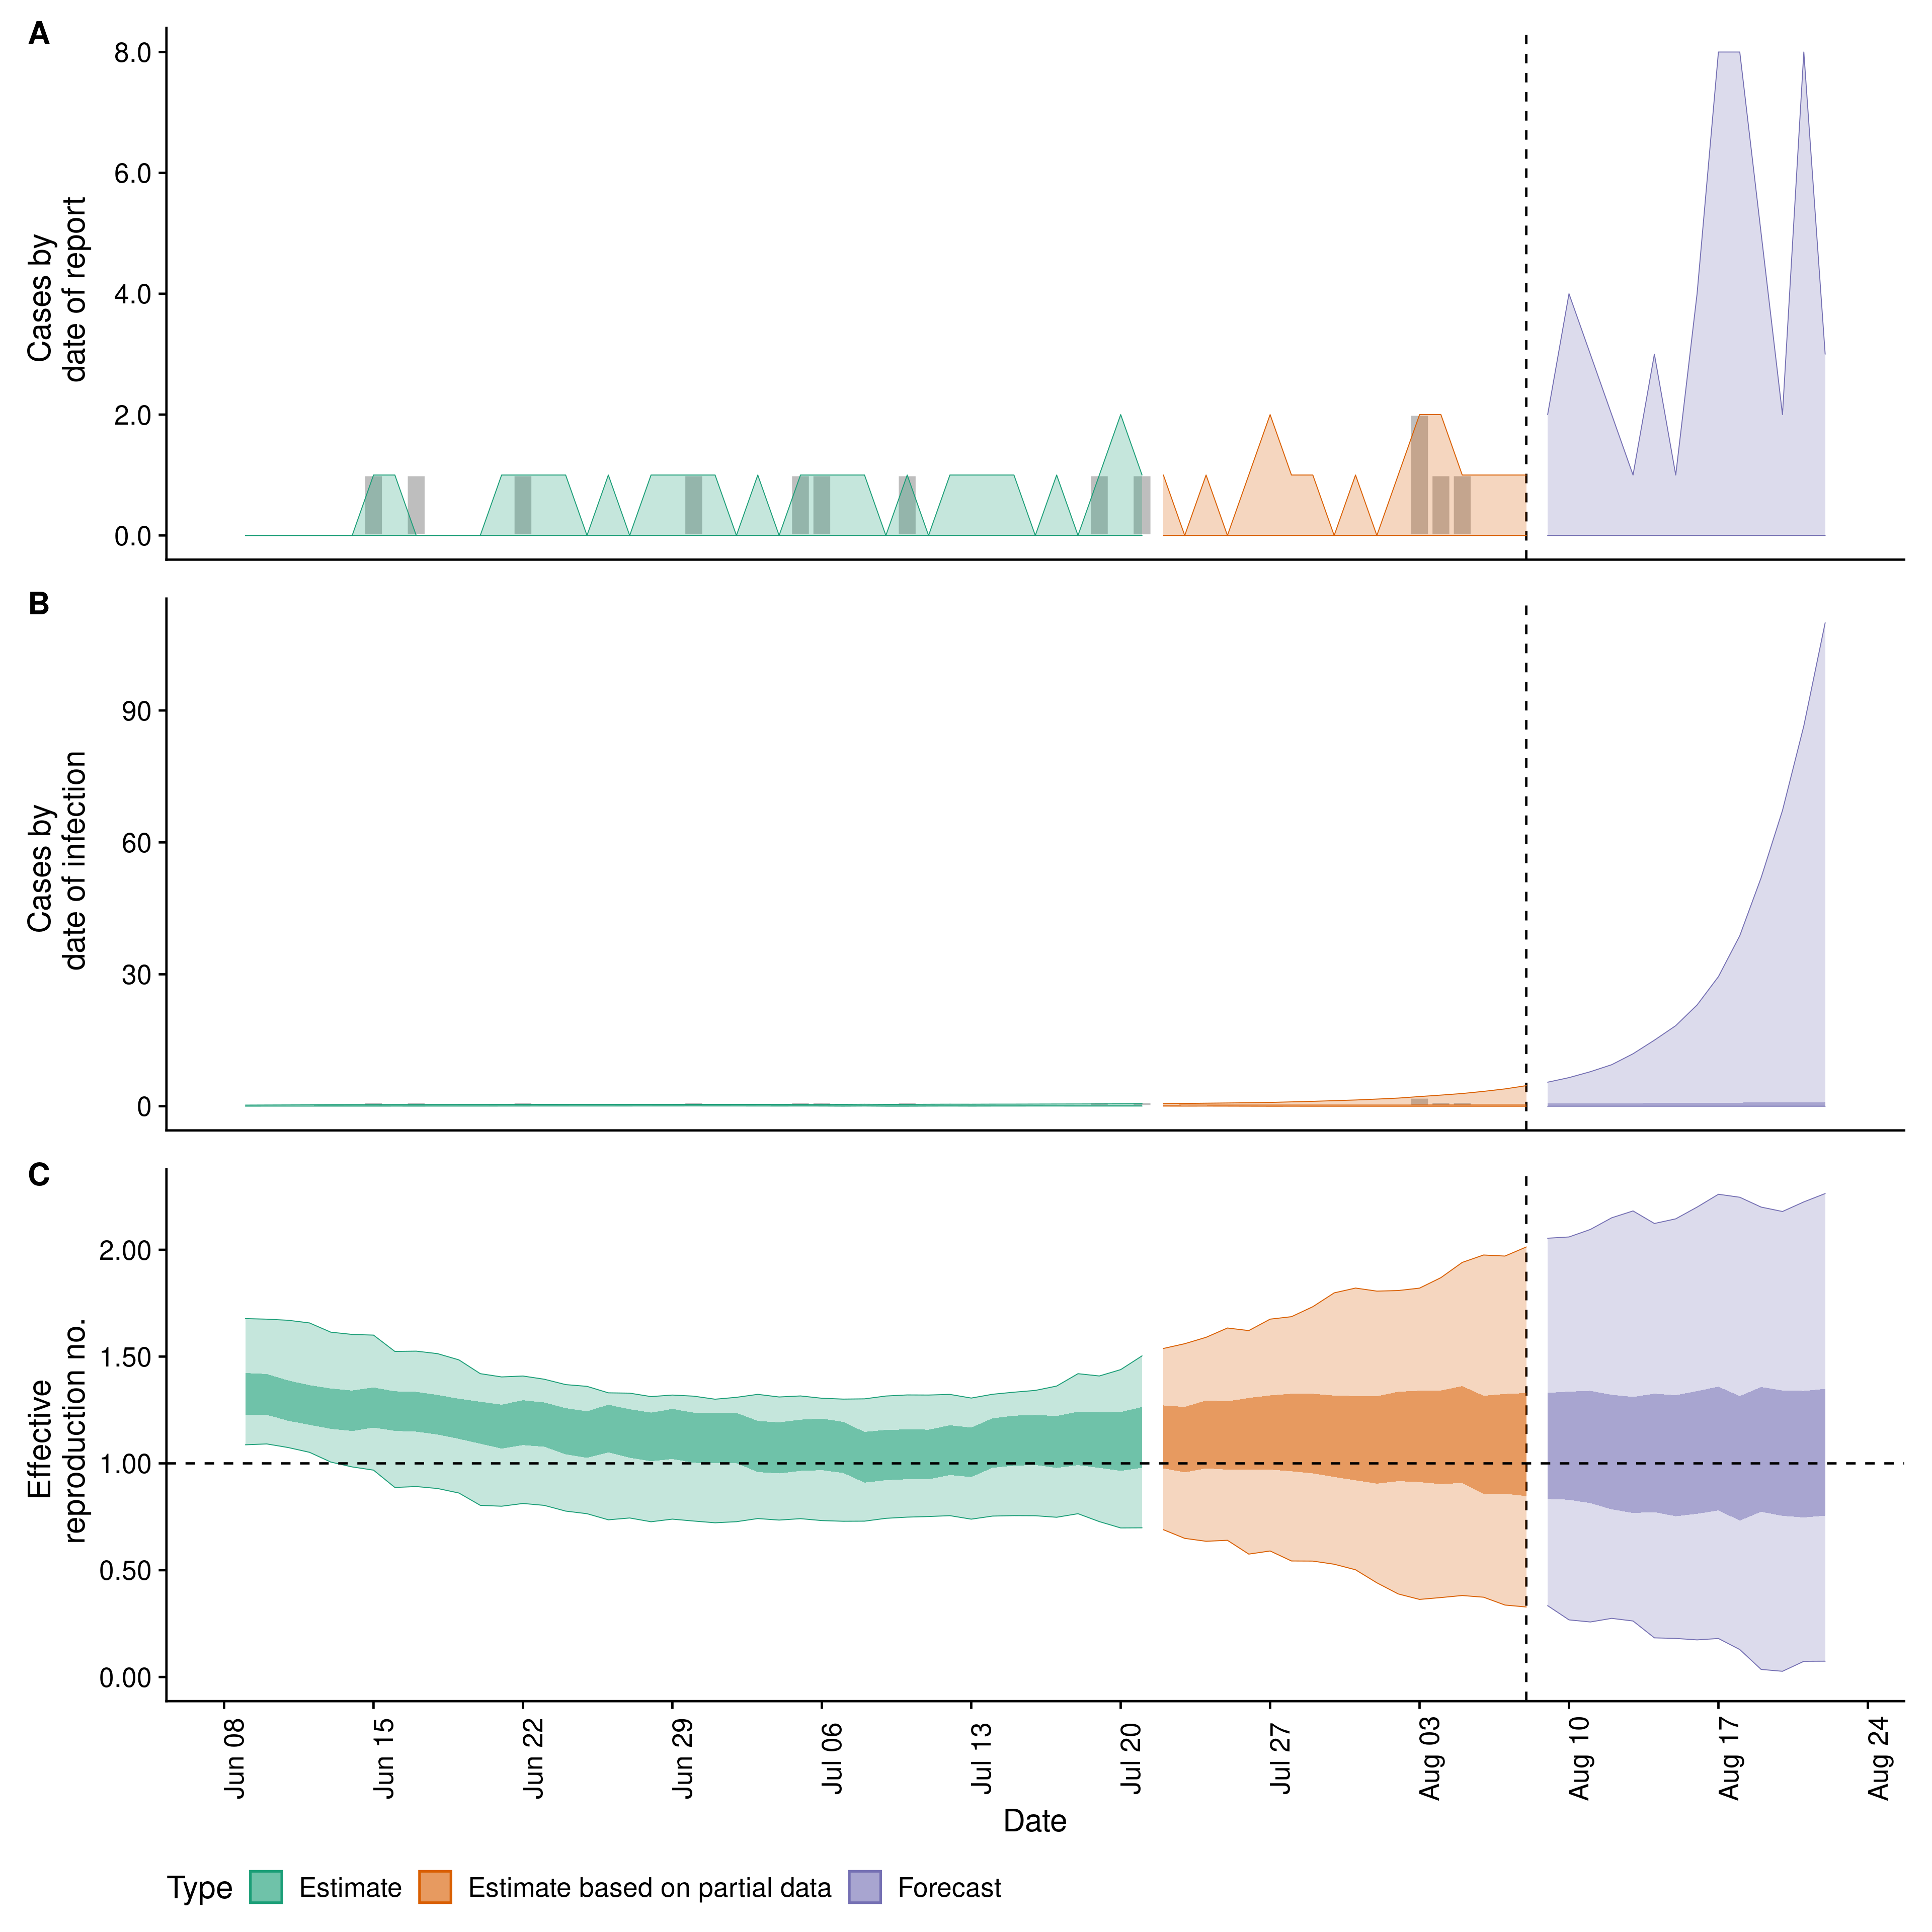 A
Cases by
date of report
8.0
6.0
4.0
2.0
0.0
B
Cases by
date of infection
90
60
30
0
C
Effective
reproduction no.
2.00
1.50
1.00
0.50
0.00
Jun 08
Jun 15
Jun 22
Jun 29
Jul 06
Jul 13
Jul 20
Jul 27
Aug 03
Aug 10
Aug 17
Aug 24
Date
Type Estimate Estimate based on partial data Forecast